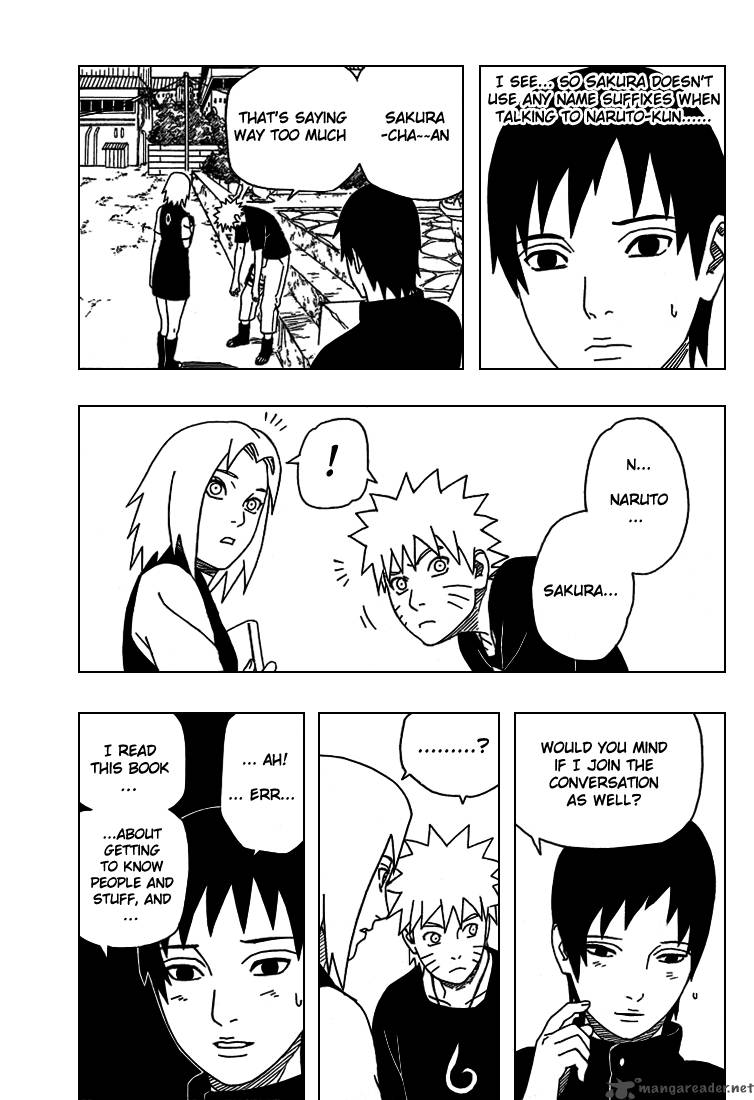 I SEE... SO SAKURA DOESN'T
USE ANY NAME SUFFIXES WHEN
TALKING TO NARUTO-KUN......
SAKURA
-CHA~~AN
THAT'S SAYING
WAY TOO MUCH
N...
NARUTO
...
SAKURA...
!
WOULD YOU MIND
IF I JOIN THE
CONVERSATION
AS WELL?
.........?
... AH!
... ERR...
I READ
THIS BOOK
...
...ABOUT
GETTING
TO KNOW
PEOPLE AND
STUFF, AND
...
mangareader.net